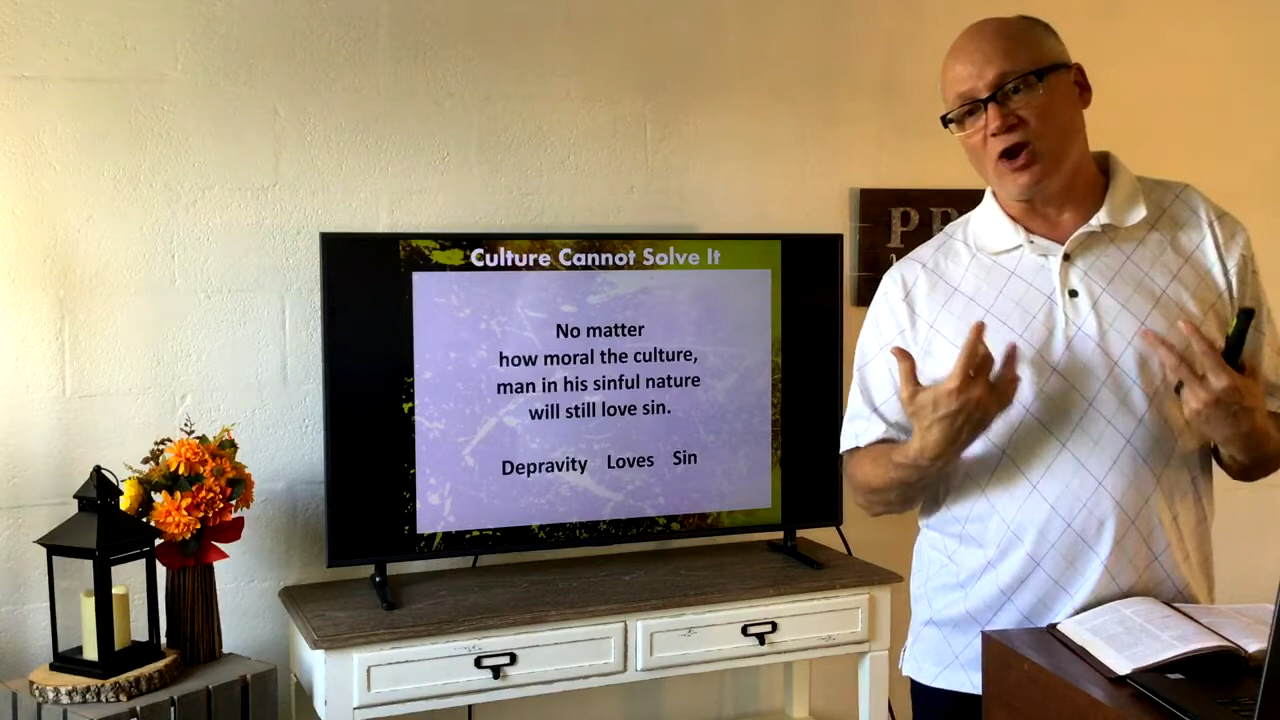 Culture Cannot Solve It
No matter
how moral the culture,
man in his sinful nature
will still love sin.
Depravity Loves Sin